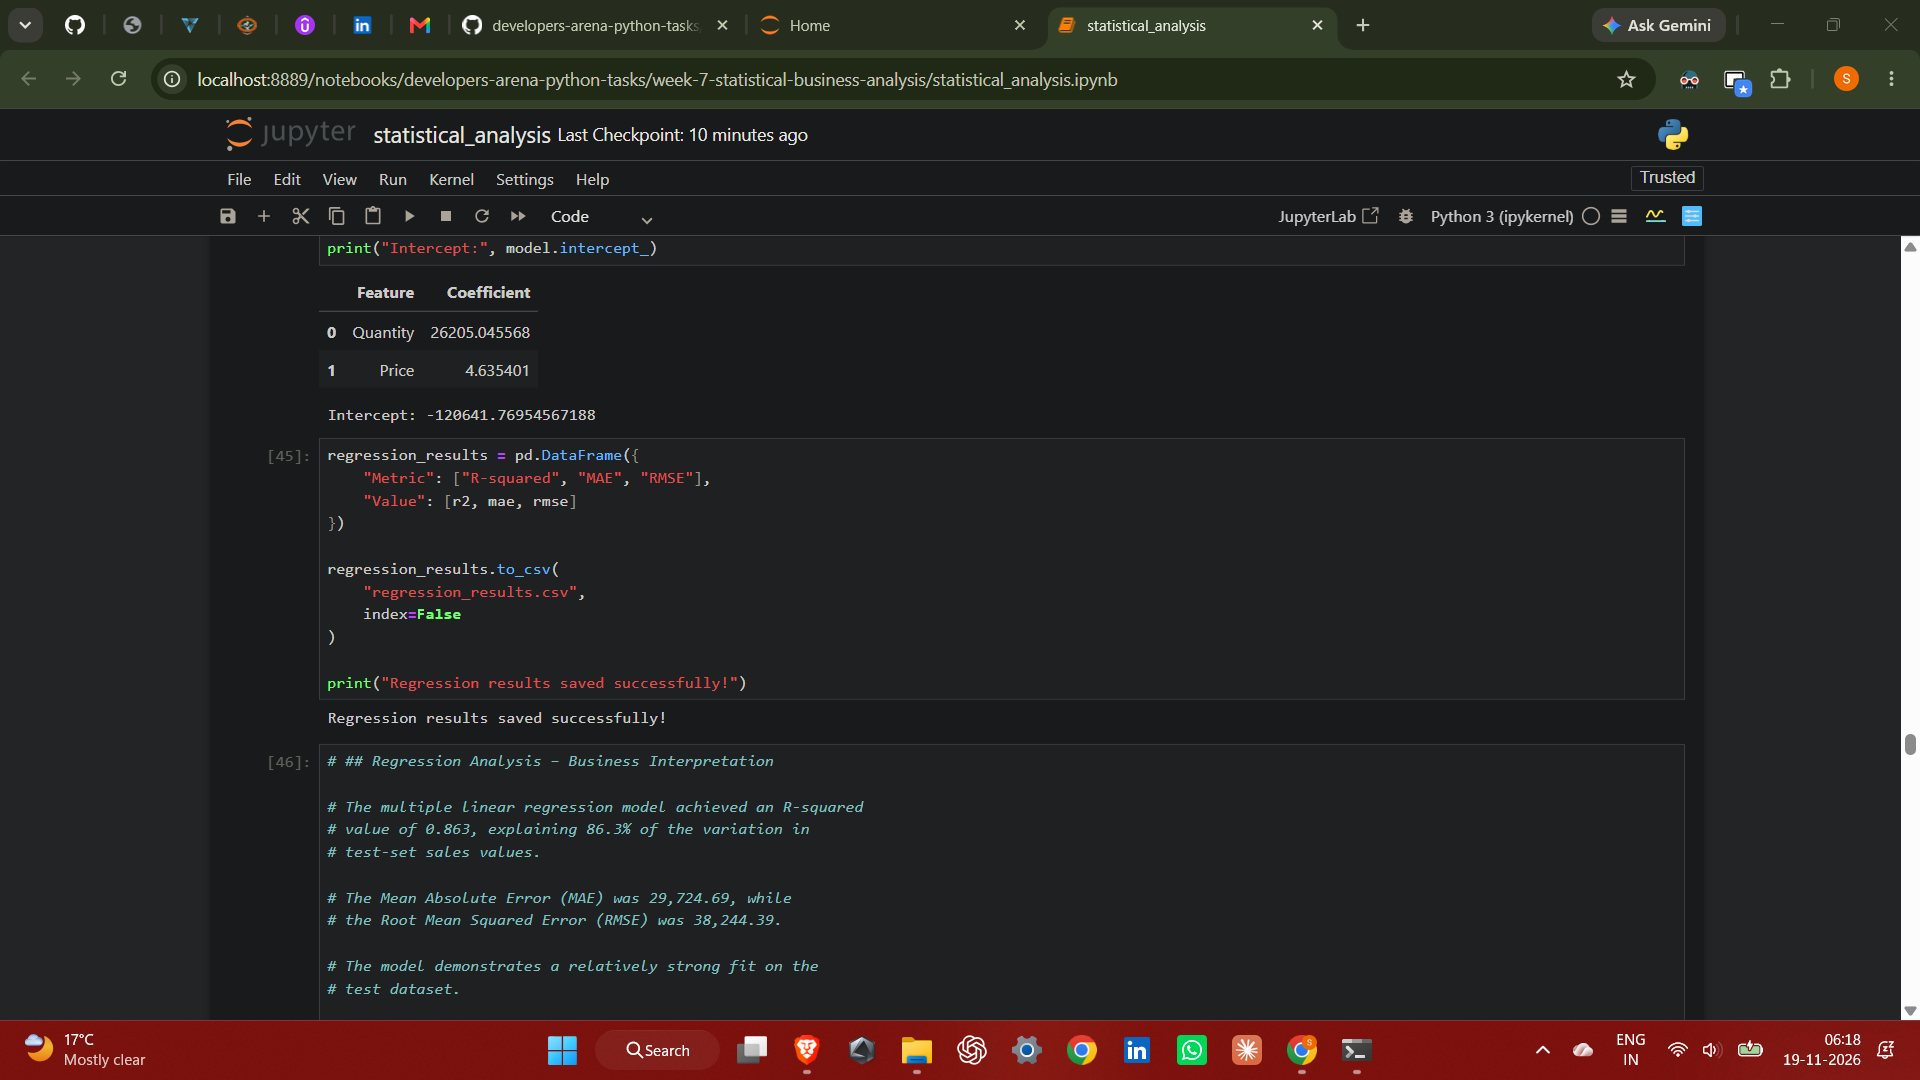 developers-arena-python-tasks
Home
statistical_analysis
Ask Gemini
localhost:8889/notebooks/developers-arena-python-tasks/week-7-statistical-business-analysis/statistical_analysis.ipynb
S
jupyter statistical_analysis Last Checkpoint: 10 minutes ago
File Edit View Run Kernel Settings Help
Trusted
Code
JupyterLab
Python 3 (ipykernel)
print("Intercept:", model.intercept_)
Feature Coefficient
0 Quantity 26205.045568
1 Price 4.635401
Intercept: -120641.76954567188
[45]:
regression_results = pd.DataFrame({
    "Metric": ["R-squared", "MAE", "RMSE"],
    "Value": [r2, mae, rmse]
})
regression_results.to_csv(
    "regression_results.csv",
    index=False
)
print("Regression results saved successfully!")
Regression results saved successfully!
[46]:
# ## Regression Analysis – Business Interpretation
# The multiple linear regression model achieved an R-squared
# value of 0.863, explaining 86.3% of the variation in
# test-set sales values.
# The Mean Absolute Error (MAE) was 29,724.69, while
# the Root Mean Squared Error (RMSE) was 38,244.39.
# The model demonstrates a relatively strong fit on the
# test dataset.
17°C
Mostly clear
Search
ENG
IN
06:18
19-11-2026